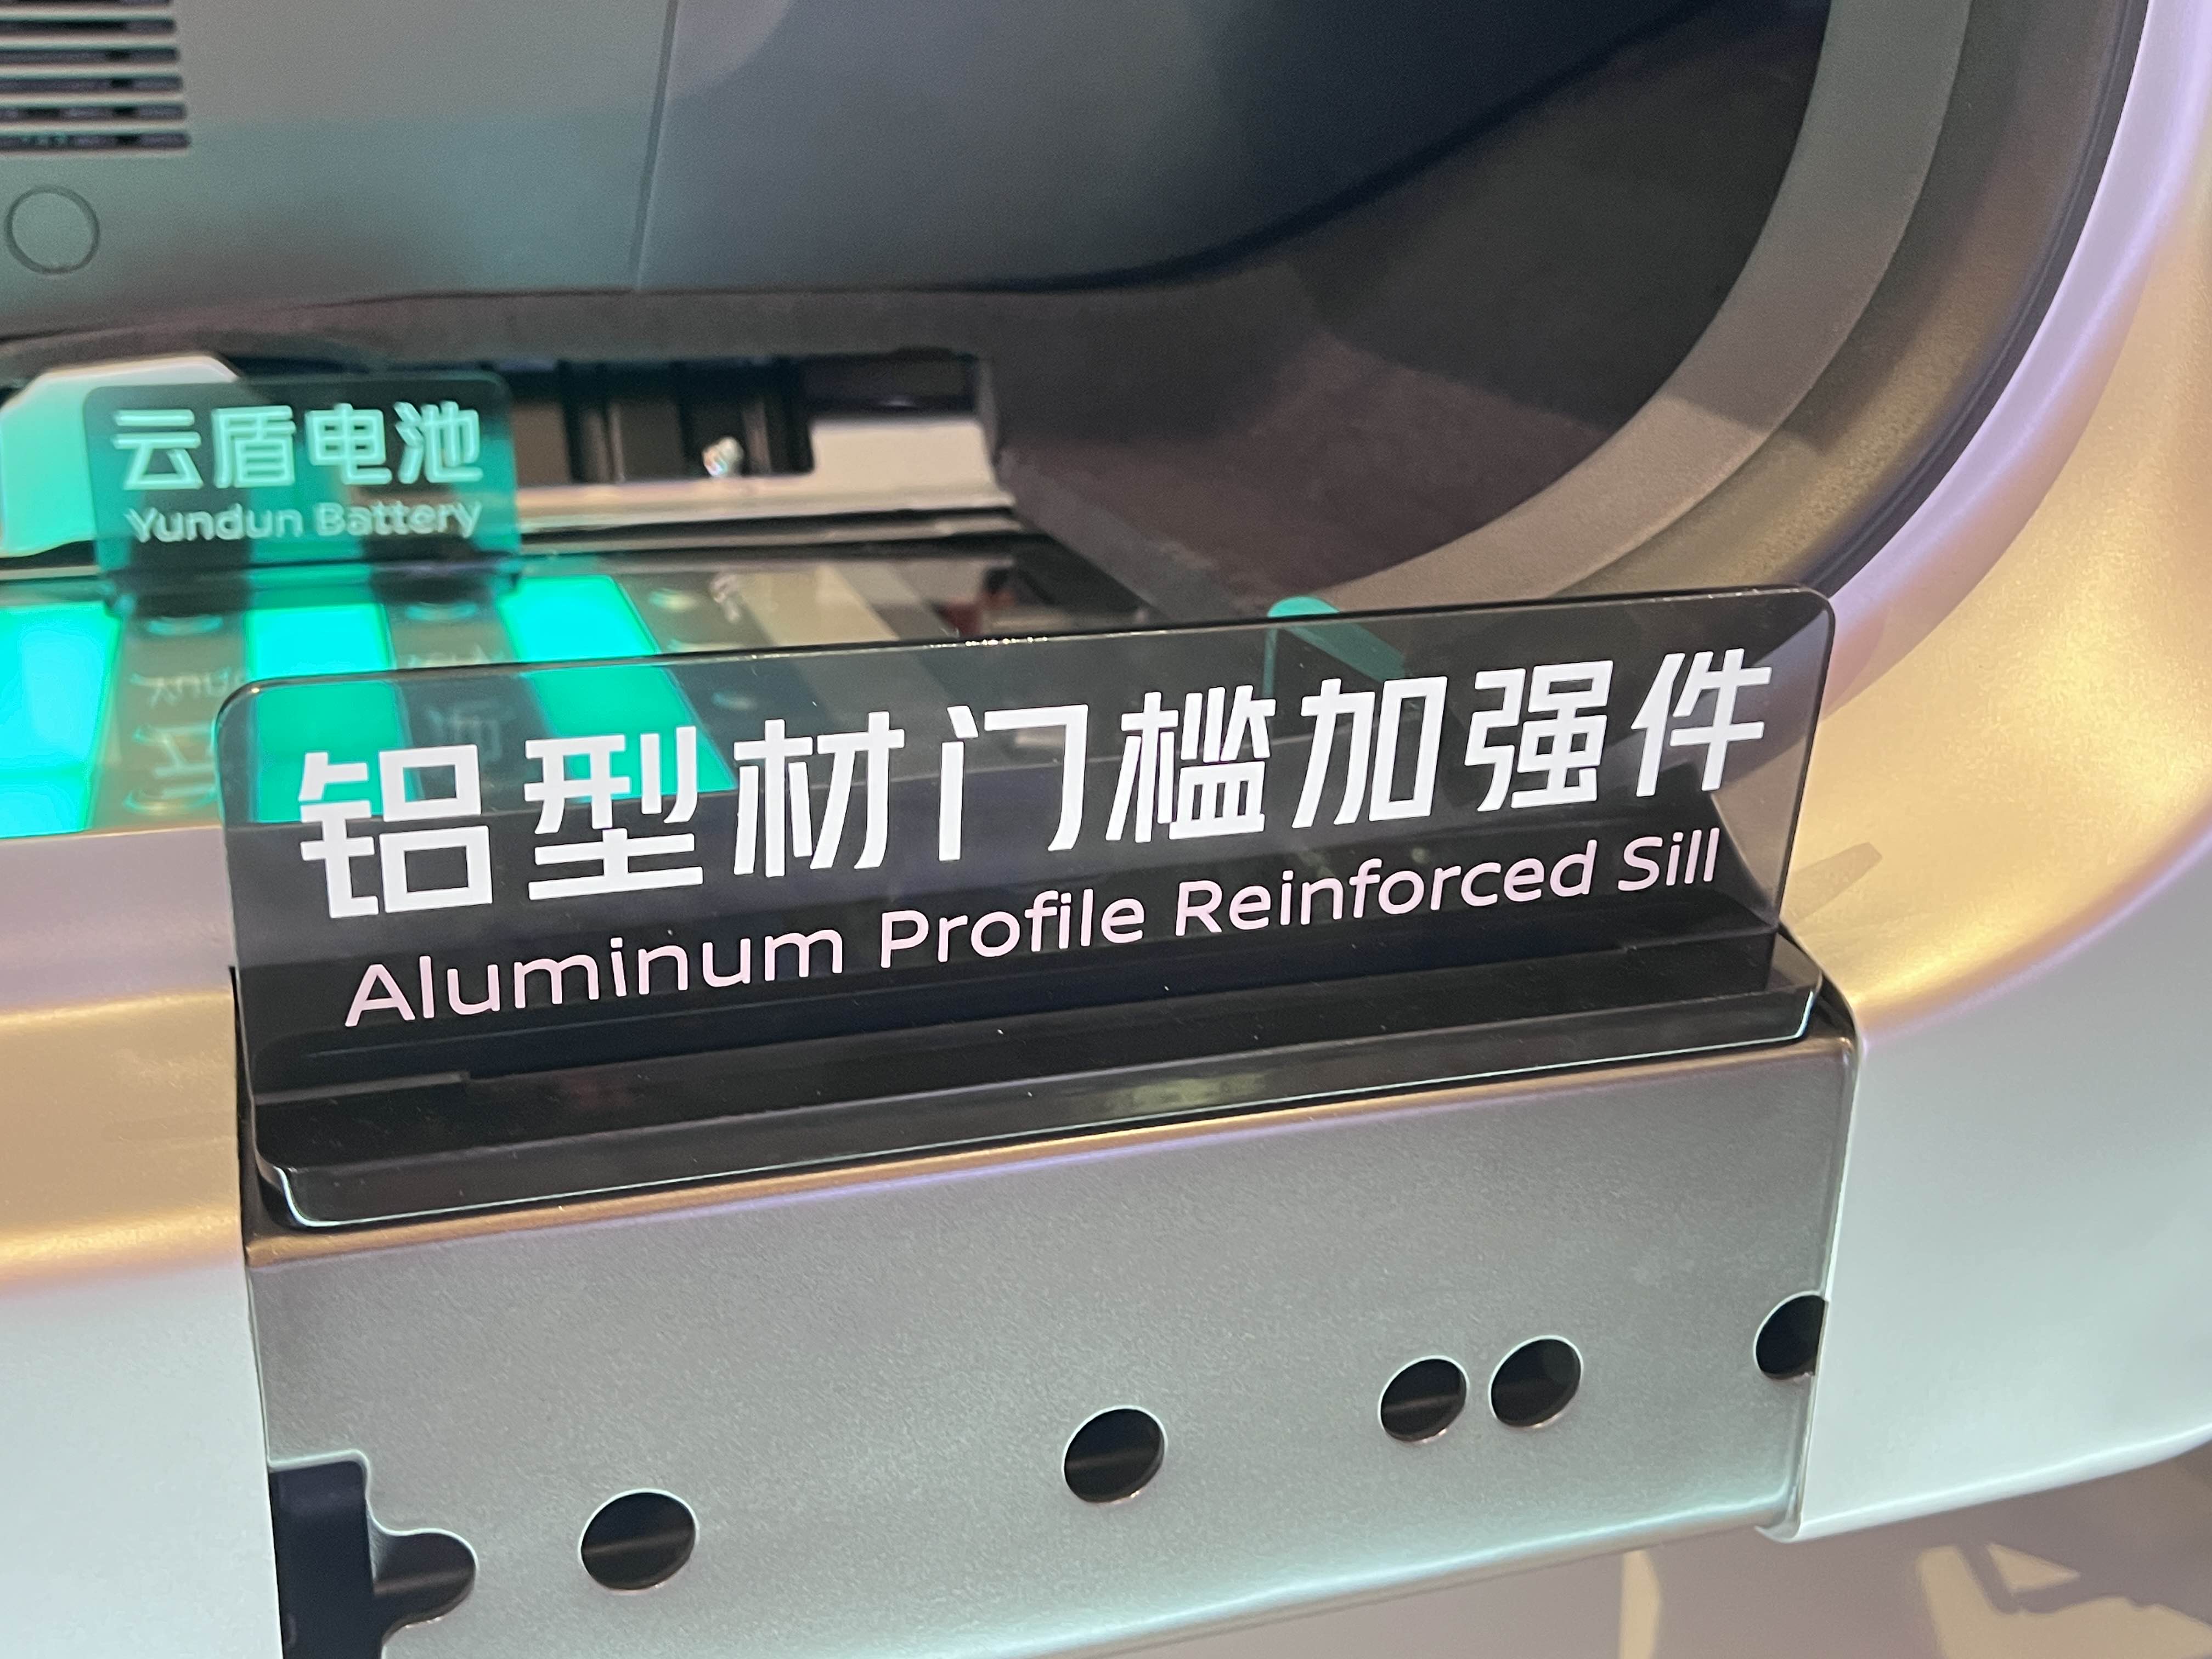 云盾电池
Yundun Battery
铝型材门槛加强件
Aluminum Profile Reinforced Sill